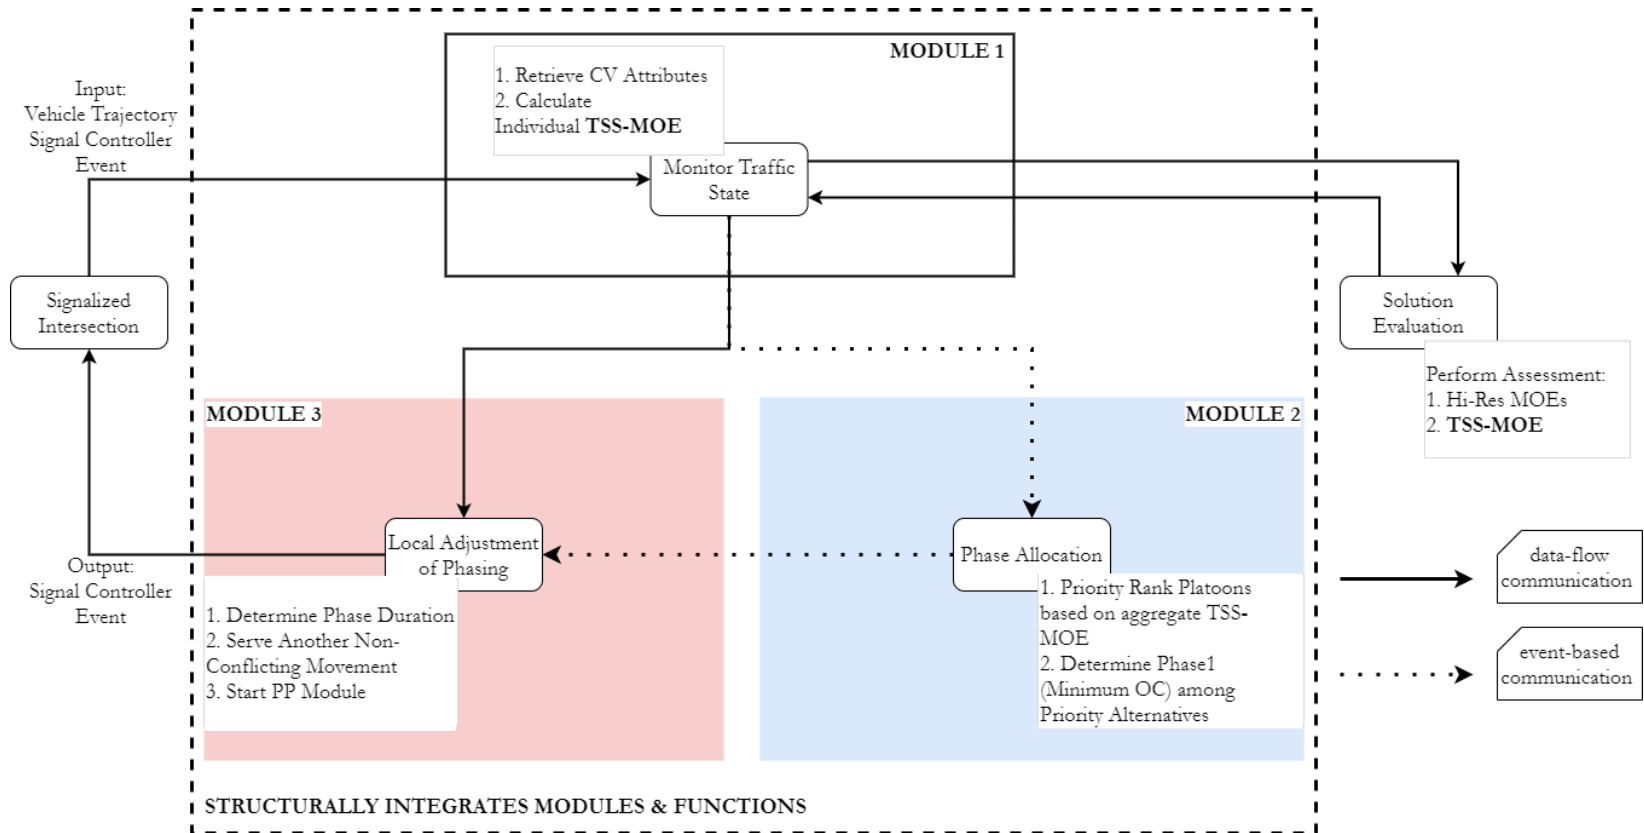 MODULE 1
1. Retrieve CV Attributes
2. Calculate
Individual TSS-MOE
Monitor Traffic
State
Input:
Vehicle Trajectory
Signal Controller
Event
Signalized
Intersection
Solution
Evaluation
Perform Assessment:
1. Hi-Res MOEs
2. TSS-MOE
MODULE 3
MODULE 2
Local Adjustment
of Phasing
Phase Allocation
Output:
Signal Controller
Event
1. Determine Phase Duration
2. Serve Another Non-
Conflicting Movement
3. Start PP Module
1. Priority Rank Platoons
based on aggregate TSS-
MOE
2. Determine Phase1
(Minimum OC) among
Priority Alternatives
data-flow
communication
event-based
communication
STRUCTURALLY INTEGRATES MODULES & FUNCTIONS